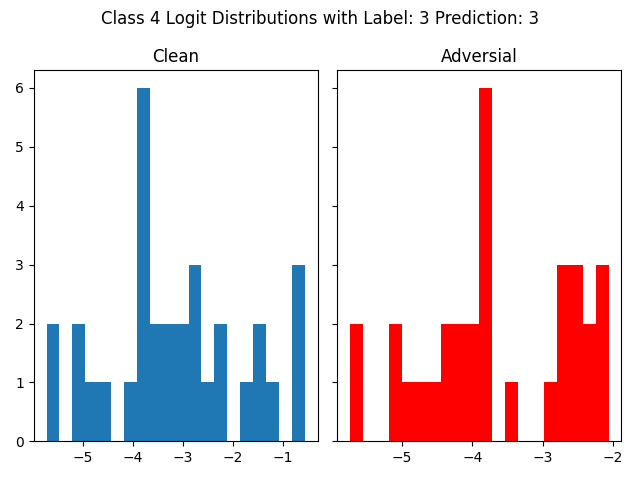 Class 4 Logit Distributions with Label: 3 Prediction: 3
Clean
Adversial
6
5
4
3
2
1
0
−5 −4 −3 −2 −1
−5 −4 −3 −2